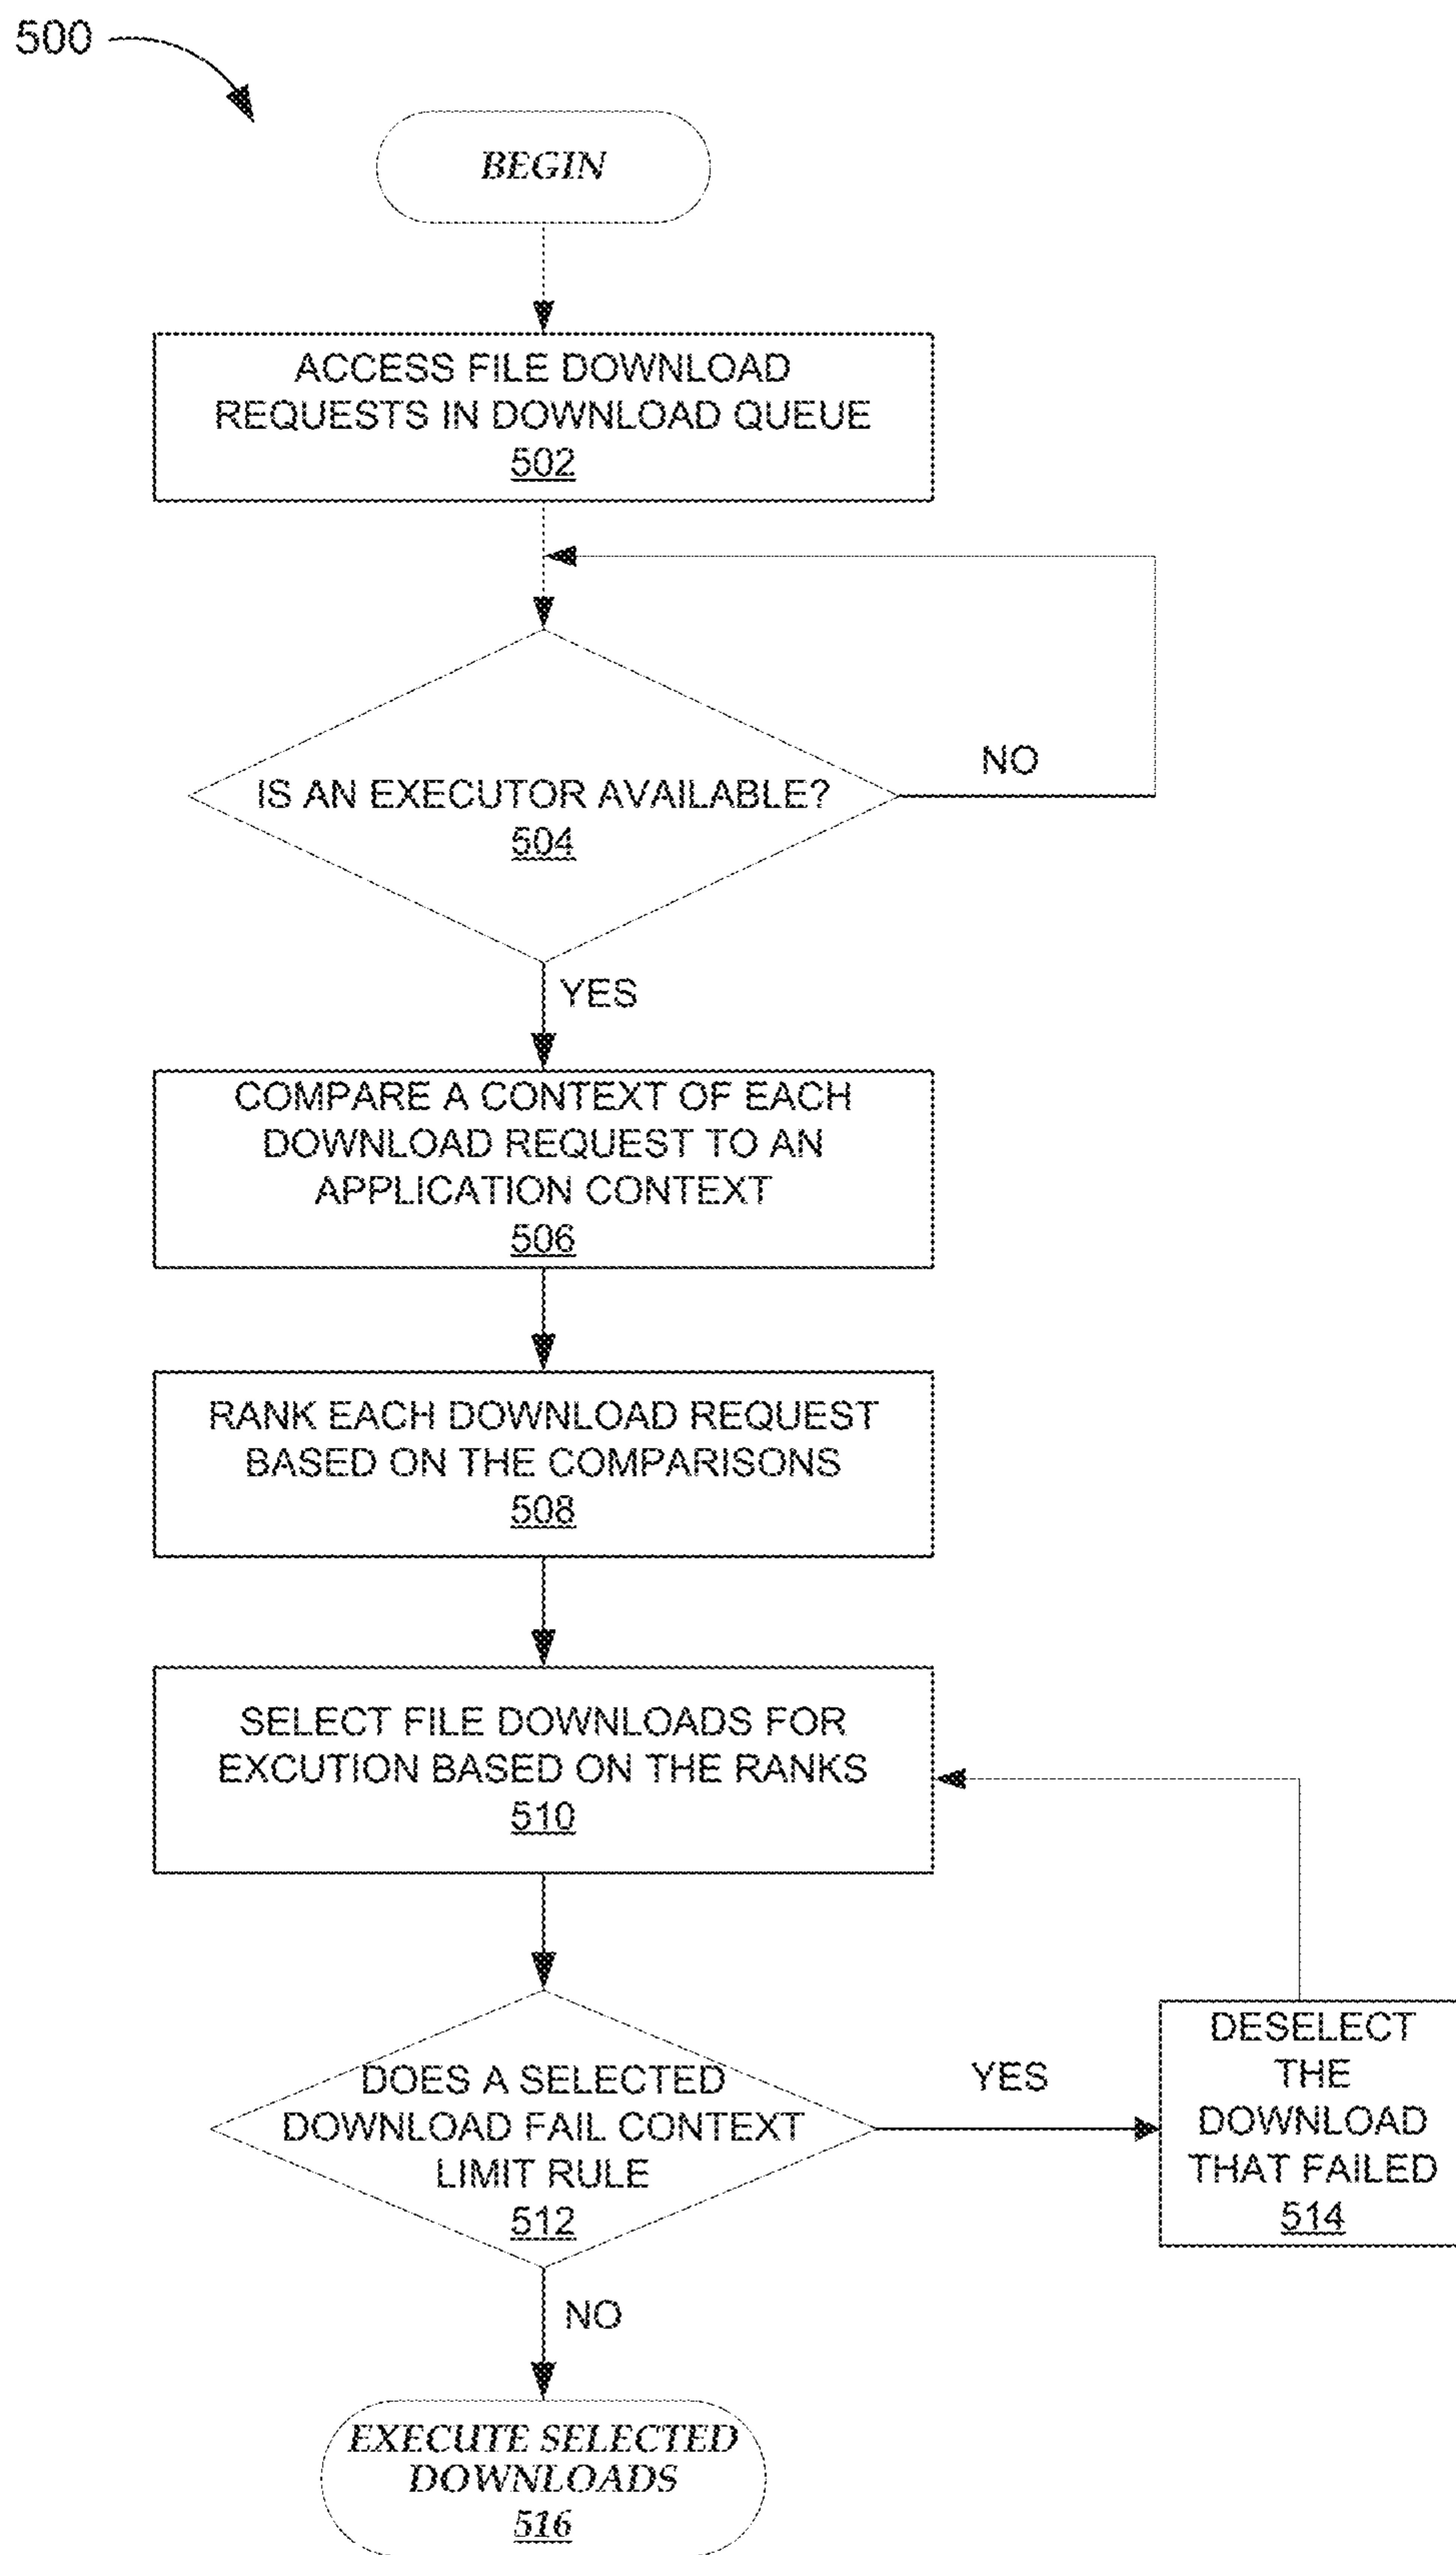 500
BEGIN
ACCESS FILE DOWNLOAD
REQUESTS IN DOWNLOAD QUEUE
502
IS AN EXECUTOR AVAILABLE?
504
NO
YES
COMPARE A CONTEXT OF EACH
DOWNLOAD REQUEST TO AN
APPLICATION CONTEXT
506
RANK EACH DOWNLOAD REQUEST
BASED ON THE COMPARISONS
508
SELECT FILE DOWNLOADS FOR
EXCUTION BASED ON THE RANKS
510
DOES A SELECTED
DOWNLOAD FAIL CONTEXT
LIMIT RULE
512
YES
DESELECT
THE
DOWNLOAD
THAT FAILED
514
NO
EXECUTE SELECTED
DOWNLOADS
516